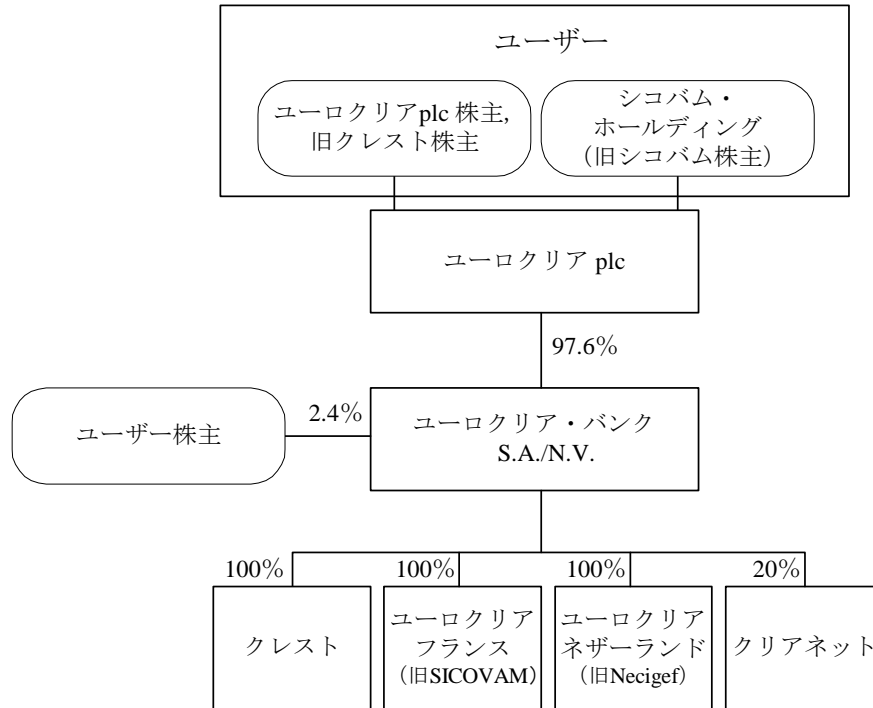 ユーザー
ユーロクリアplc 株主,
旧クレスト株主
シコバム・
ホールディング
(旧シコバム株主)
ユーロクリア plc
97.6%
ユーザー株主
2.4%
ユーロクリア・バンク
S.A./N.V.
100%
100%
100%
20%
クレスト
ユーロクリア
フランス
(旧SICOVAM)
ユーロクリア
ネザーランド
(旧Necigef)
クリアネット